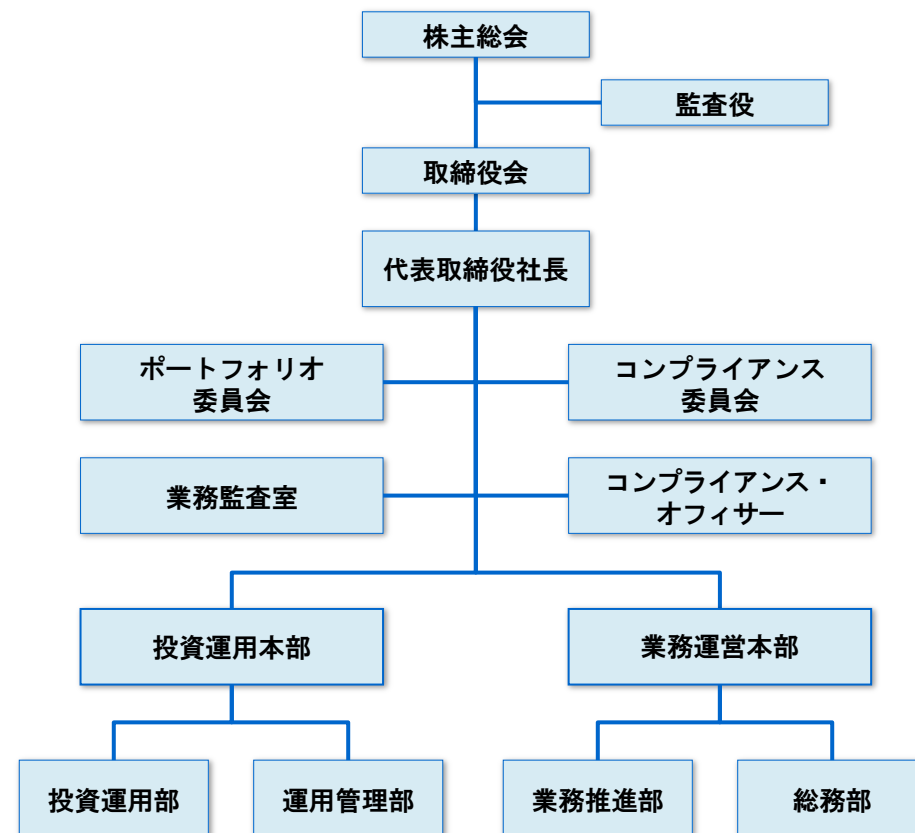 株主総会
監査役
取締役会
代表取締役社長
ポートフォリオ
委員会
コンプライアンス
委員会
業務監査室
コンプライアンス・
オフィサー
投資運用本部
業務運営本部
投資運用部
運用管理部
業務推進部
総務部